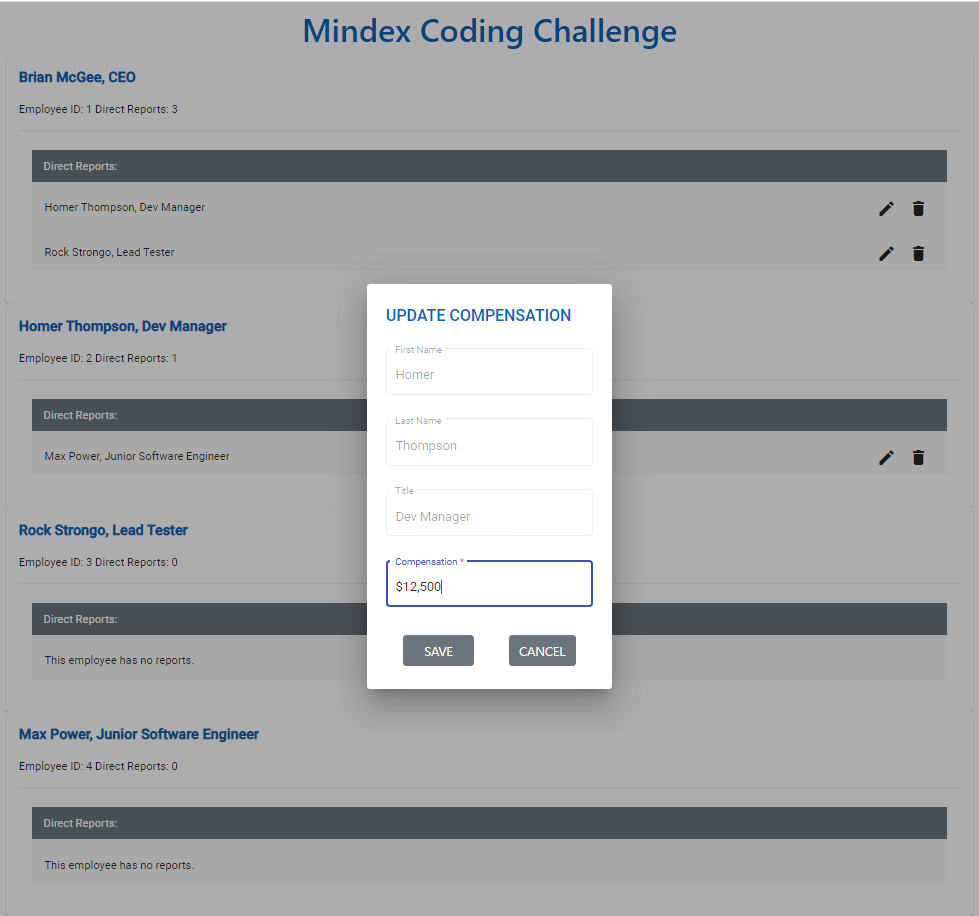 Mindex Coding Challenge
Brian McGee, CEO
Employee ID: 1 Direct Reports: 3
Direct Reports:
Homer Thompson, Dev Manager
Rock Strongo, Lead Tester
Homer Thompson, Dev Manager
Employee ID: 2 Direct Reports: 1
Direct Reports:
Max Power, Junior Software Engineer
Rock Strongo, Lead Tester
Employee ID: 3 Direct Reports: 0
Direct Reports:
This employee has no reports.
Max Power, Junior Software Engineer
Employee ID: 4 Direct Reports: 0
Direct Reports:
This employee has no reports.
UPDATE COMPENSATION
First Name
Homer
Last Name
Thompson
Title
Dev Manager
Compensation *
$12,500
SAVE CANCEL